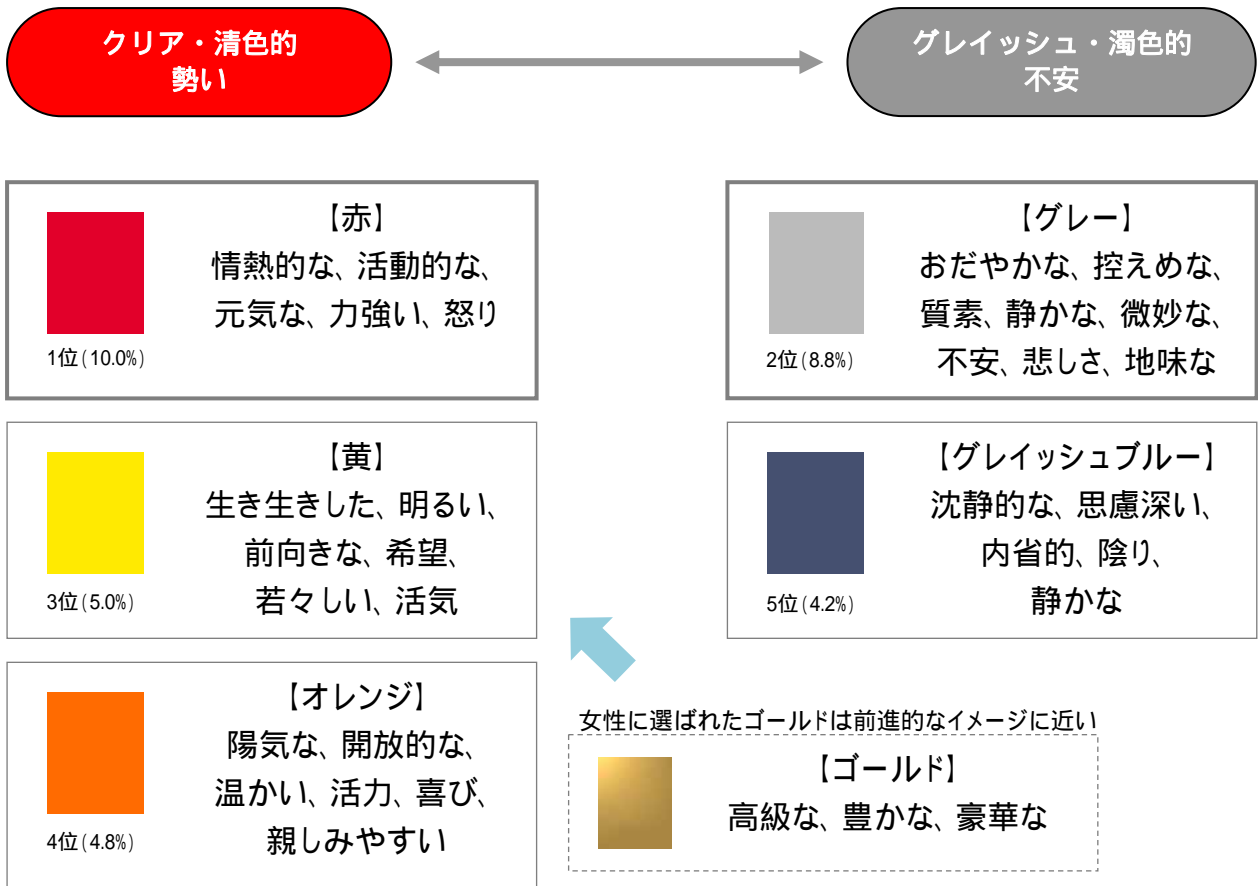 クリア・清色的
勢い
グレイッシュ・濁色的
不安
【赤】
情熱的な、活動的な、
元気な、力強い、怒り
1位(10.0%)
【グレー】
おだやかな、控えめな、
質素、静かな、微妙な、
不安、悲しさ、地味な
2位(8.8%)
【黄】
生き生きした、明るい、
前向きな、希望、
若々しい、活気
3位(5.0%)
【グレイッシュブルー】
沈静的な、思慮深い、
内省的、陰り、
静かな
5位(4.2%)
【オレンジ】
陽気な、開放的な、
温かい、活力、喜び、
親しみやすい
4位(4.8%)
女性に選ばれたゴールドは前進的なイメージに近い
【ゴールド】
高級な、豊かな、豪華な